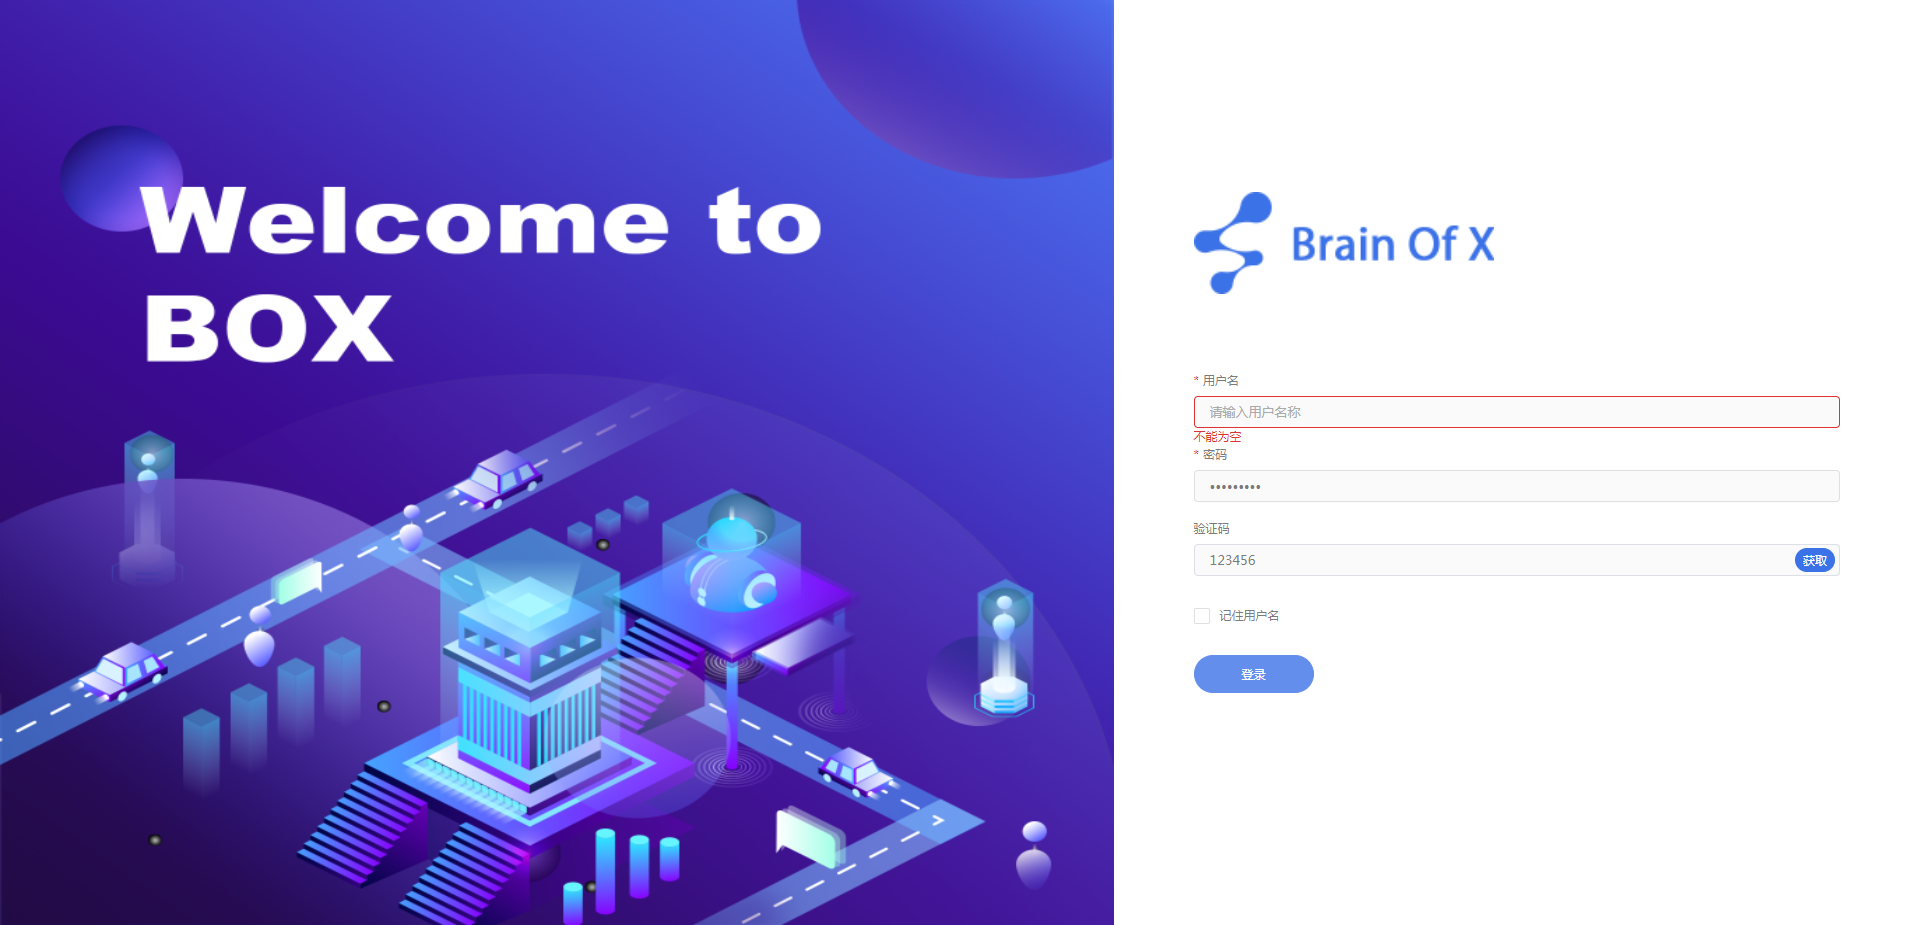 Welcome to
BOX
Brain Of X
* 用户名
请输入用户名称
不能为空
* 密码
•••••••••
验证码
123456
获取
记住用户名
登录